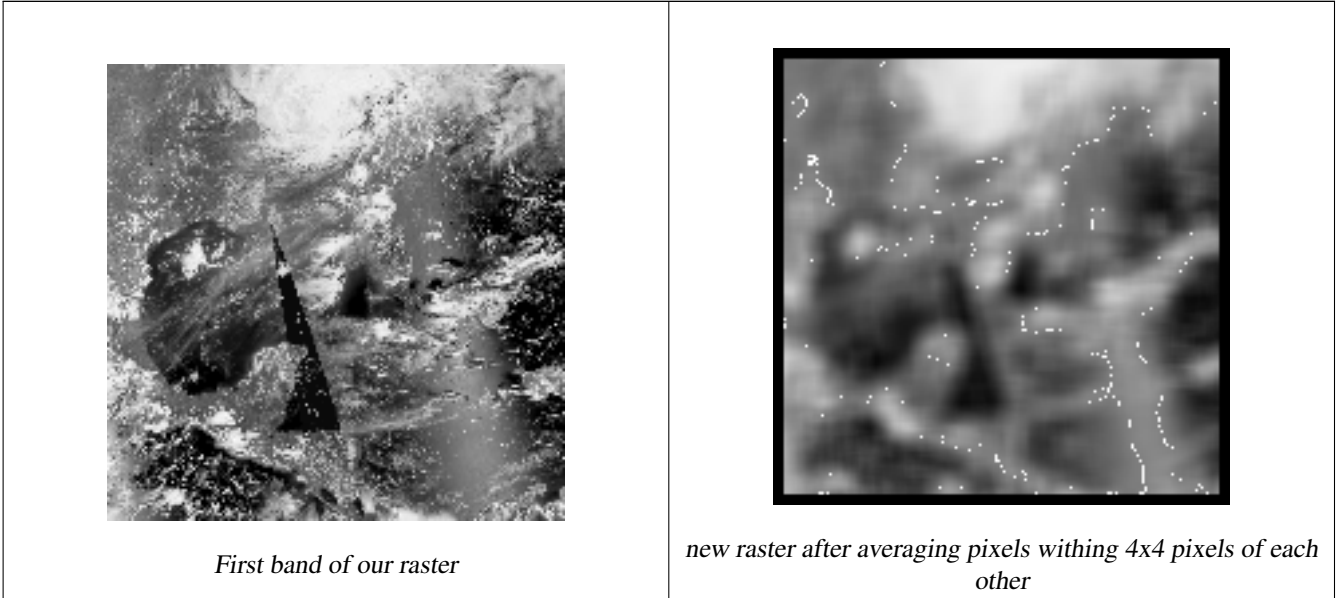 First band of our raster
new raster after averaging pixels withing 4x4 pixels of each
other